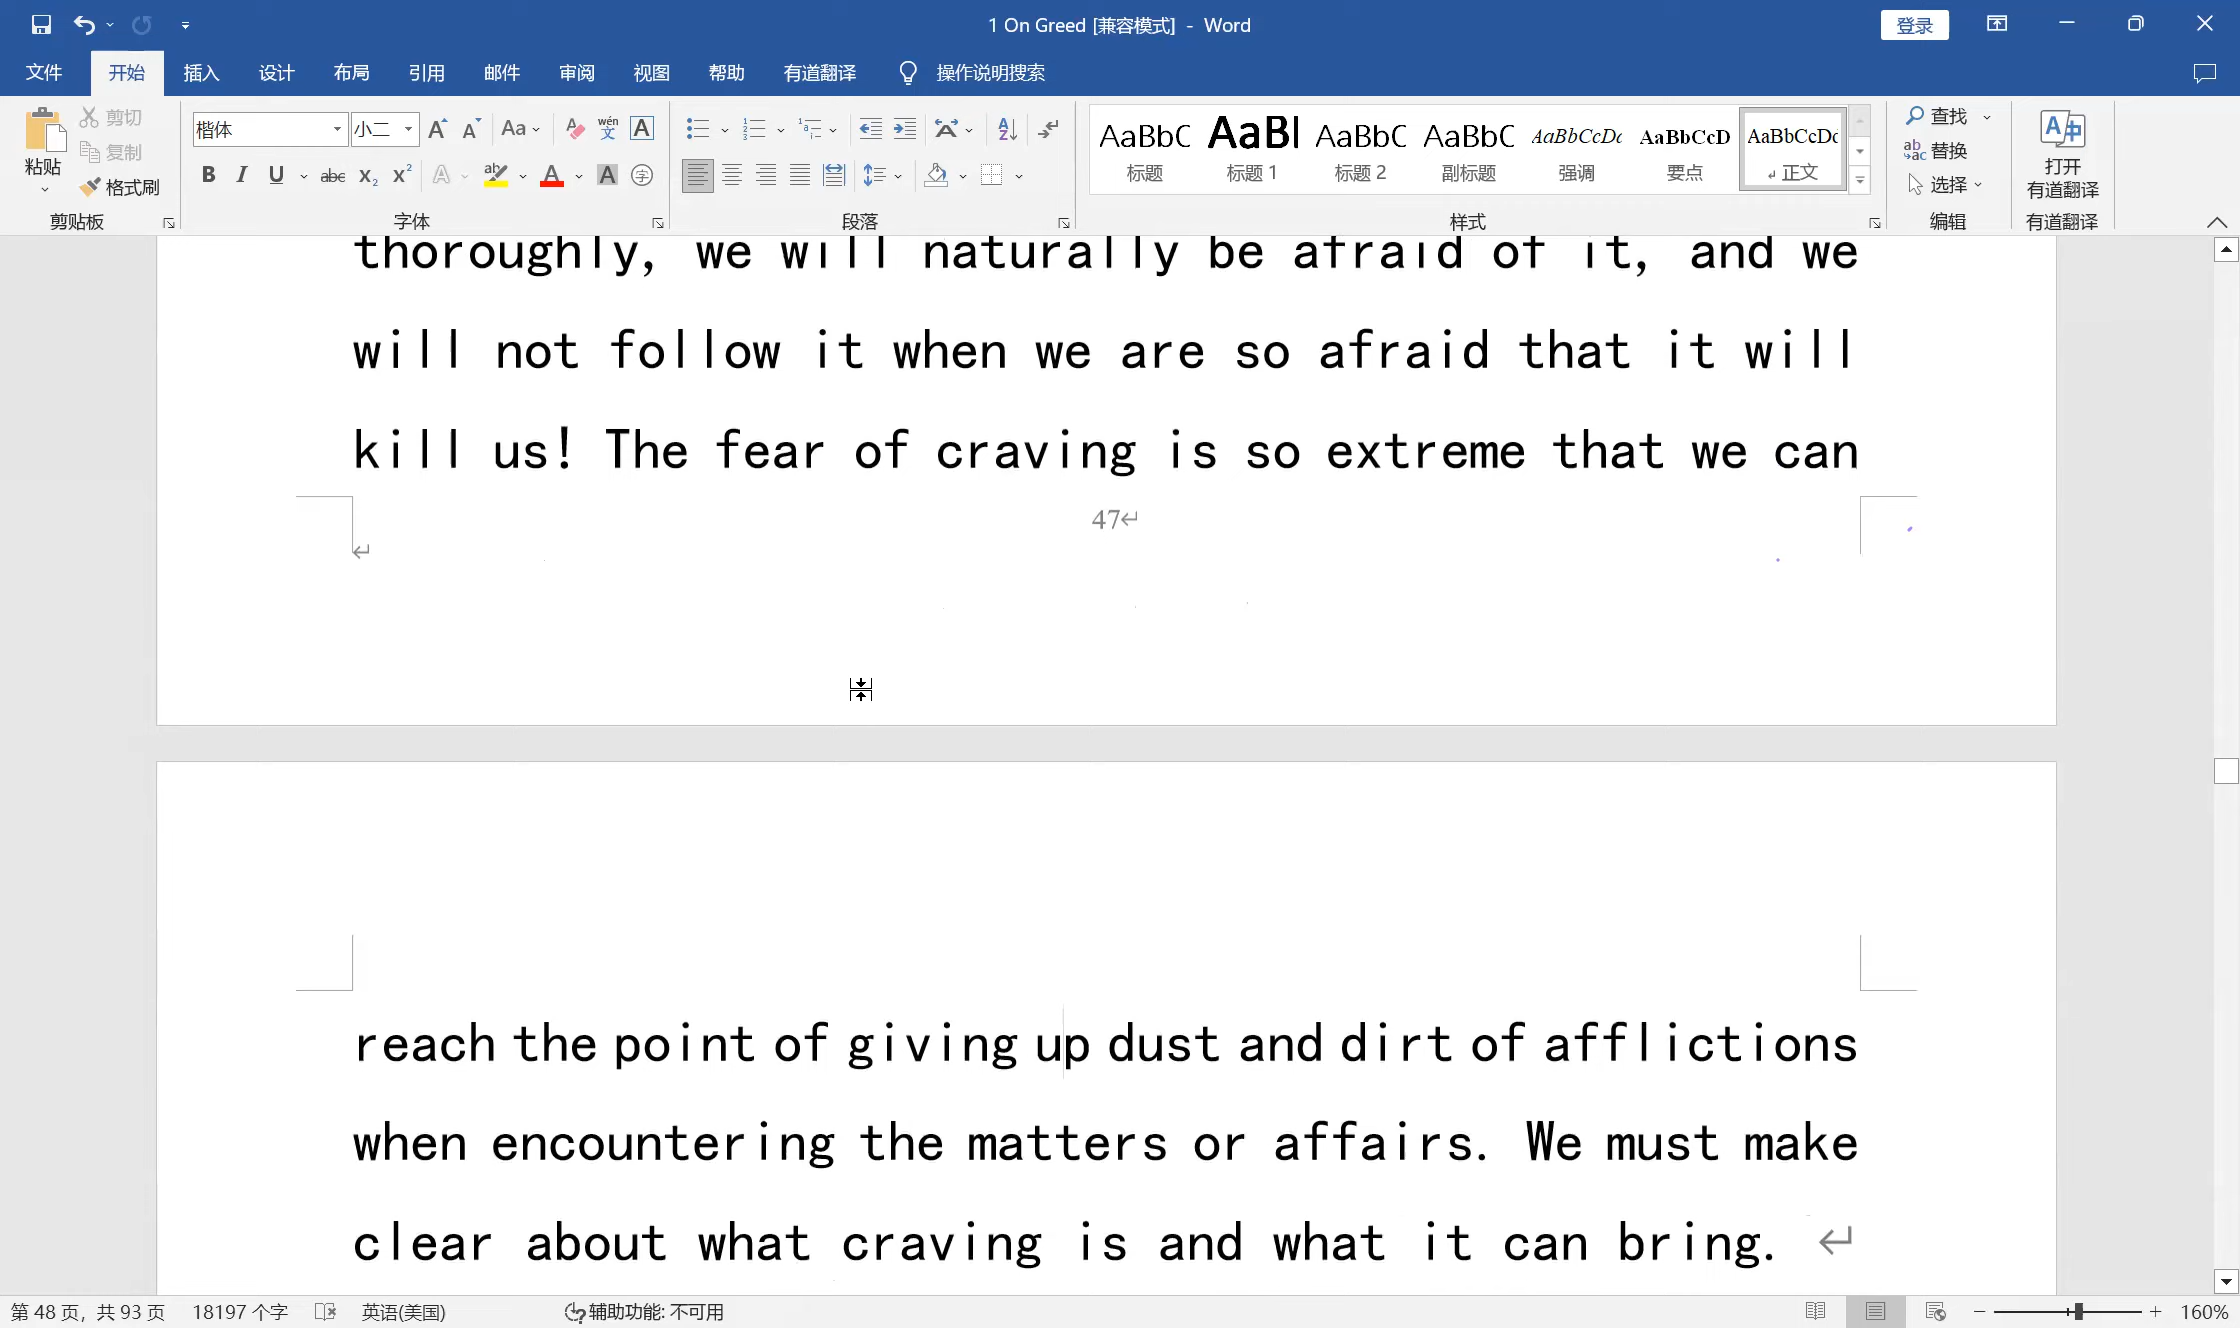 1 On Greed [兼容模式] - Word
登录
文件 开始 插入 设计 布局 引用 邮件 审阅 视图 帮助 有道翻译 操作说明搜索
粘贴
剪切
复制
格式刷
剪贴板
楷体 小二 Aa wén 文 A
B I U abc X₂ X² A ab A A 字
字体
段落
AaBbC AaBl AaBbC AaBbC AaBbCcDc AaBbCcD AaBbCcDc
标题 标题 1 标题 2 副标题 强调 要点 ↲正文
样式
查找
替换
选择
编辑
打开
有道翻译
有道翻译
thoroughly, we will naturally be afraid of it, and we
will not follow it when we are so afraid that it will
kill us! The fear of craving is so extreme that we can
47↵
reach the point of giving up dust and dirt of afflictions
when encountering the matters or affairs. We must make
clear about what craving is and what it can bring. ↵
第 48 页，共 93 页 18197 个字 英语(美国) 辅助功能: 不可用 160%